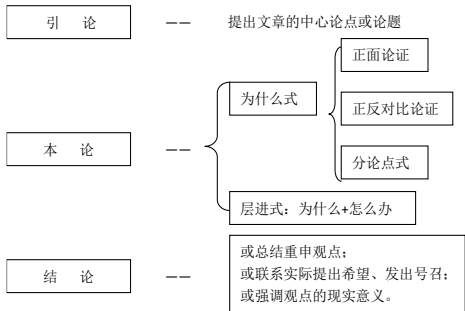 引 论 —— 提出文章的中心论点或论题
正面论证
为什么式
正反对比论证
本 论 ——
分论点式
层进式：为什么+怎么办
或总结重申观点；
结 论 —— 或联系实际提出希望、发出号召；
或强调观点的现实意义。